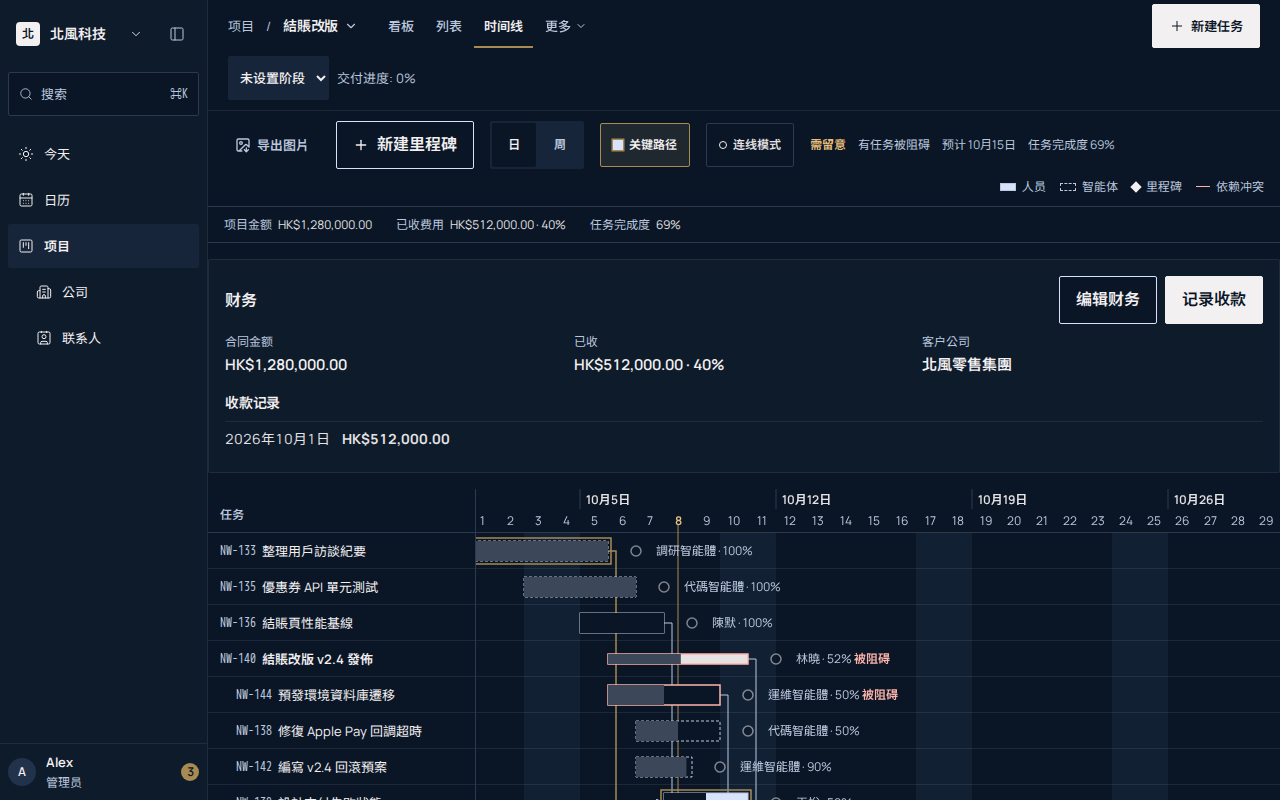 北 北風科技
搜索 ⌘K
今天
日历
项目
公司
联系人
A Alex
管理员
3
项目 / 结賬改版 看板 列表 时间线 更多
新建任务
未设置阶段 交付进度: 0%
导出图片 新建里程碑 日 周 关键路径 连线模式 需留意 有任务被阻碍 预计10月15日 任务完成度69%
人员 智能体 里程碑 依赖冲突
项目金额 HK$1,280,000.00 已收费用 HK$512,000.00 · 40% 任务完成度 69%
财务 编辑财务 记录收款
合同金额 已收 客户公司
HK$1,280,000.00 HK$512,000.00 · 40% 北風零售集團
收款记录
2026年10月1日 HK$512,000.00
任务
10月5日 10月12日 10月19日 10月26日
1 2 3 4 5 6 7 8 9 10 11 12 13 14 15 16 17 18 19 20 21 22 23 24 25 26 27 28 29
NW-133 整理用戶訪談紀要 調研智能體 · 100%
NW-135 優惠券 API 單元測試 代碼智能體 · 100%
NW-136 結賬頁性能基線 陳默 · 100%
NW-140 結賬改版 v2.4 發佈 林曉 · 52% 被阻碍
NW-144 預發環境資料庫遷移 運維智能體 · 50% 被阻碍
NW-138 修復 Apple Pay 回調超時 代碼智能體 · 50%
NW-142 編寫 v2.4 回滾預案 運維智能體 · 90%